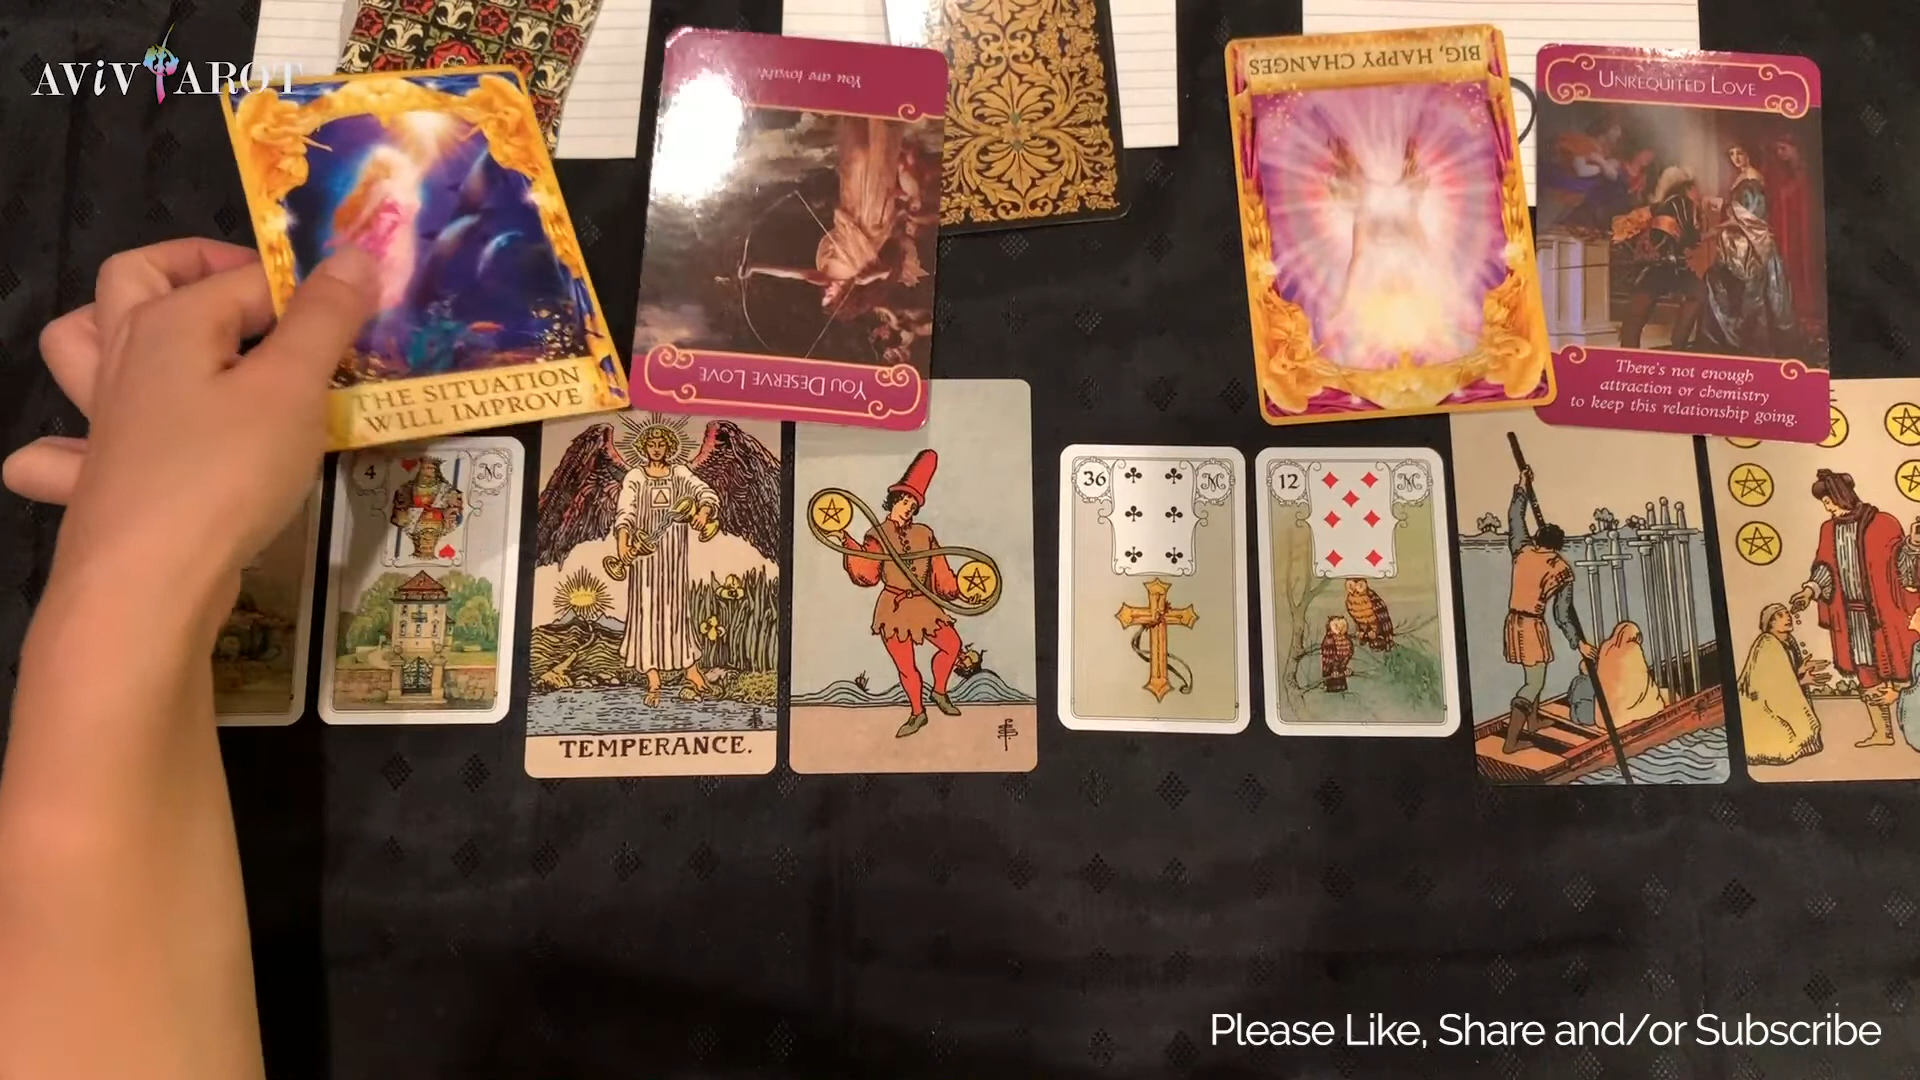 AViV TAROT
THE SITUATION
WILL IMPROVE
You are lovable.
YOU DESERVE LOVE
BIG, HAPPY CHANGES
UNREQUITED LOVE
There's not enough
attraction or chemistry
to keep this relationship going.
4
TEMPERANCE.
36
12
Please Like, Share and/or Subscribe